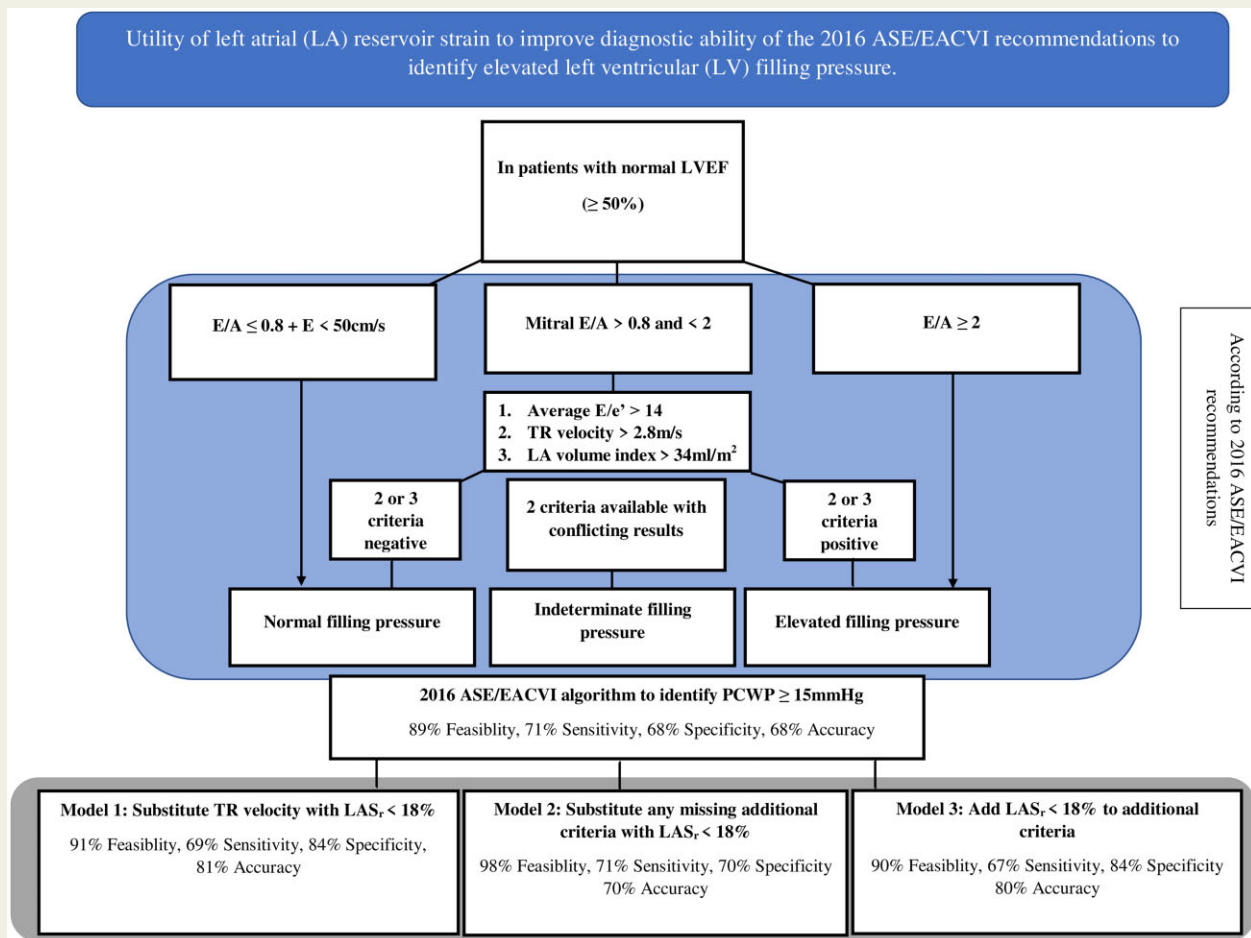 Utility of left atrial (LA) reservoir strain to improve diagnostic ability of the 2016 ASE/EACVI recommendations to
identify elevated left ventricular (LV) filling pressure.
In patients with normal LVEF
(≥ 50%)
E/A ≤ 0.8 + E < 50cm/s
Mitral E/A > 0.8 and < 2
E/A ≥ 2
According to 2016 ASE/EACVI
recommendations
1. Average E/e’ > 14
2. TR velocity > 2.8m/s
3. LA volume index > 34ml/m²
2 or 3
criteria
negative
2 criteria available with
conflicting results
2 or 3
criteria
positive
Normal filling pressure
Indeterminate filling
pressure
Elevated filling pressure
2016 ASE/EACVI algorithm to identify PCWP ≥ 15mmHg
89% Feasiblity, 71% Sensitivity, 68% Specificity, 68% Accuracy
Model 1: Substitute TR velocity with LASᵣ < 18%
91% Feasiblity, 69% Sensitivity, 84% Specificity,
81% Accuracy
Model 2: Substitute any missing additional
criteria with LASᵣ < 18%
98% Feasiblity, 71% Sensitivity, 70% Specificity
70% Accuracy
Model 3: Add LASᵣ < 18% to additional
criteria
90% Feasiblity, 67% Sensitivity, 84% Specificity
80% Accuracy